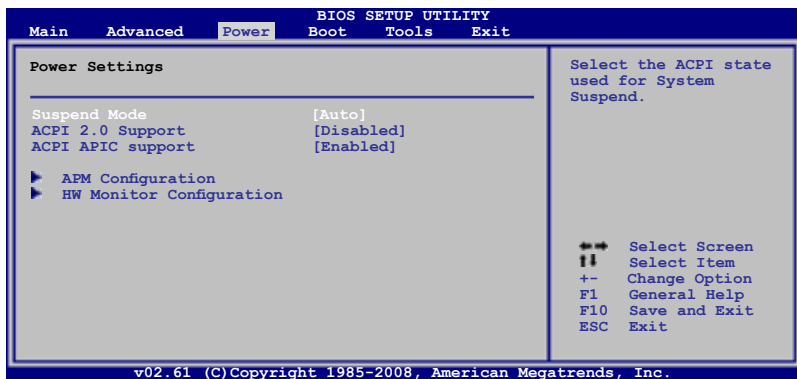 BIOS SETUP UTILITY
Main Advanced Power Boot Tools Exit
Power Settings
Suspend Mode [Auto]
ACPI 2.0 Support [Disabled]
ACPI APIC support [Enabled]
APM Configuration
HW Monitor Configuration
Select the ACPI state
used for System
Suspend.
Select Screen
Select Item
+- Change Option
F1 General Help
F10 Save and Exit
ESC Exit
v02.61 (C)Copyright 1985-2008, American Megatrends, Inc.